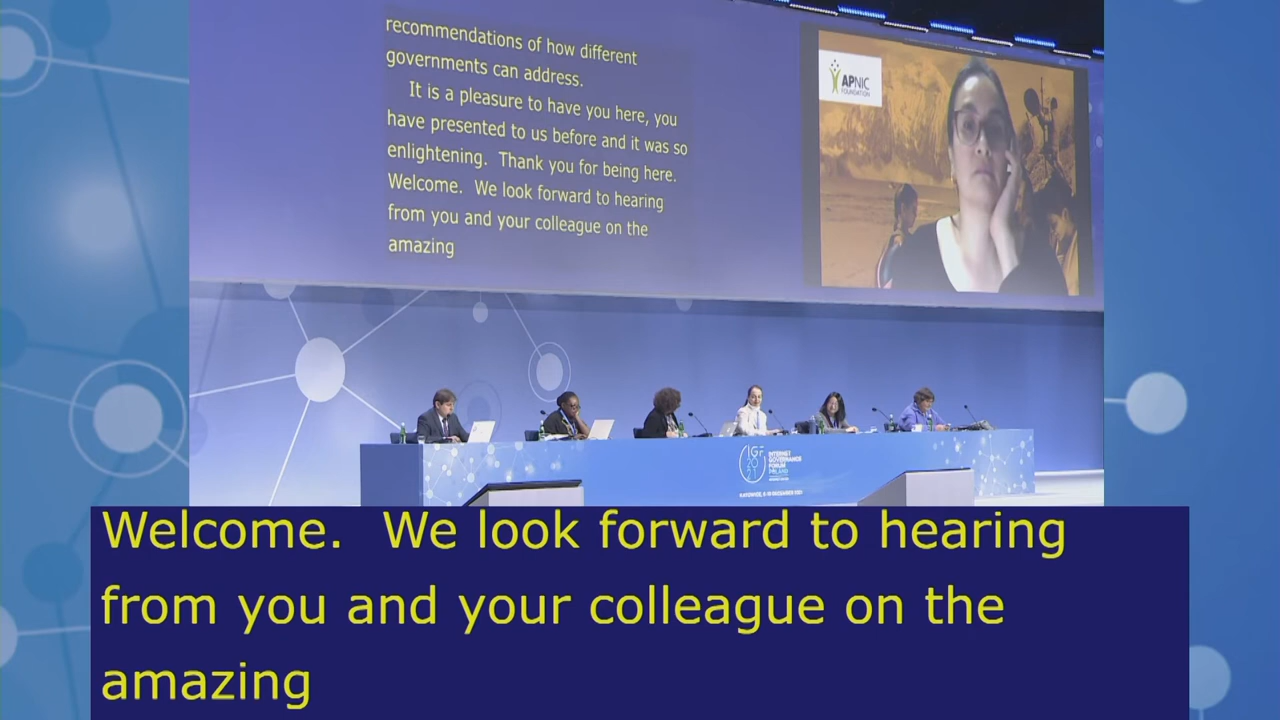 recommendations of how different
governments can address.
It is a pleasure to have you here, you
have presented to us before and it was so
enlightening. Thank you for being here.
Welcome. We look forward to hearing
from you and your colleague on the
amazing
APNIC
FOUNDATION
IGF
2021
INTERNET
GOVERNANCE
FORUM
POLAND
Welcome. We look forward to hearing
from you and your colleague on the
amazing